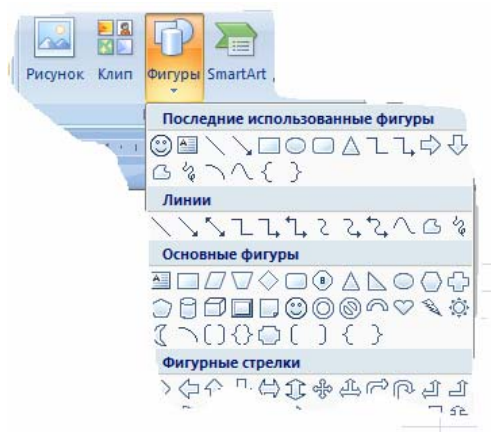 Рисунок Клип Фигуры SmartArt
Последние использованные фигуры
Линии
Основные фигуры
Фигурные стрелки